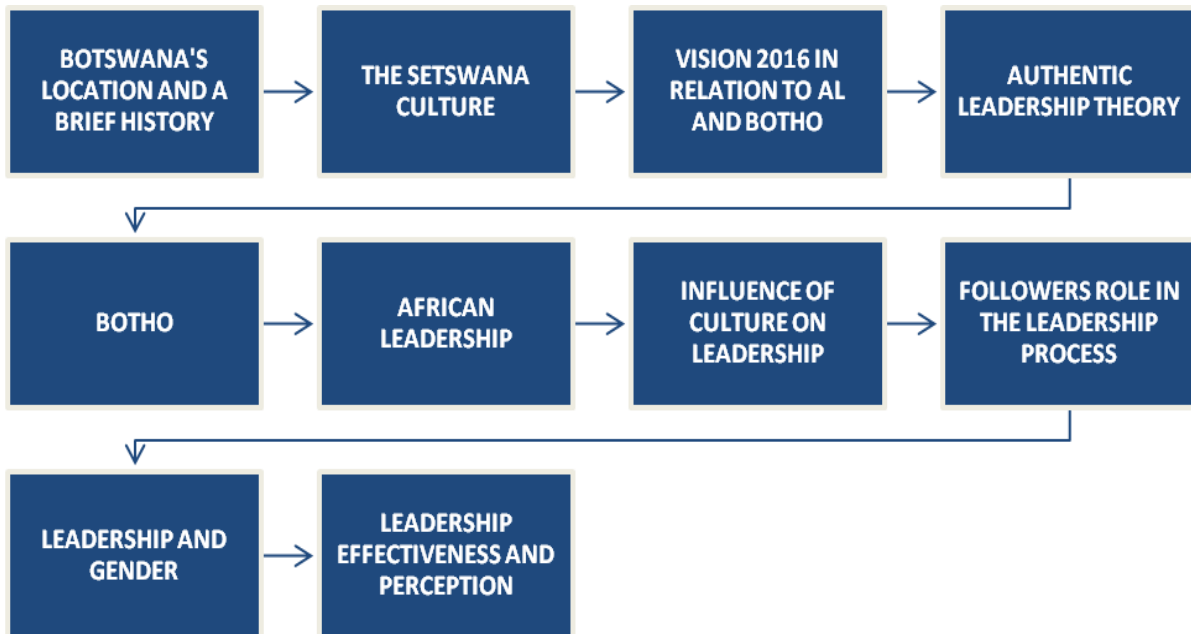 BOTSWANA'S
LOCATION AND A
BRIEF HISTORY
THE SETSWANA
CULTURE
VISION 2016 IN
RELATION TO AL
AND BOTHO
AUTHENTIC
LEADERSHIP THEORY
BOTHO
AFRICAN
LEADERSHIP
INFLUENCE OF
CULTURE ON
LEADERSHIP
FOLLOWERS ROLE IN
THE LEADERSHIP
PROCESS
LEADERSHIP AND
GENDER
LEADERSHIP
EFFECTIVENESS AND
PERCEPTION